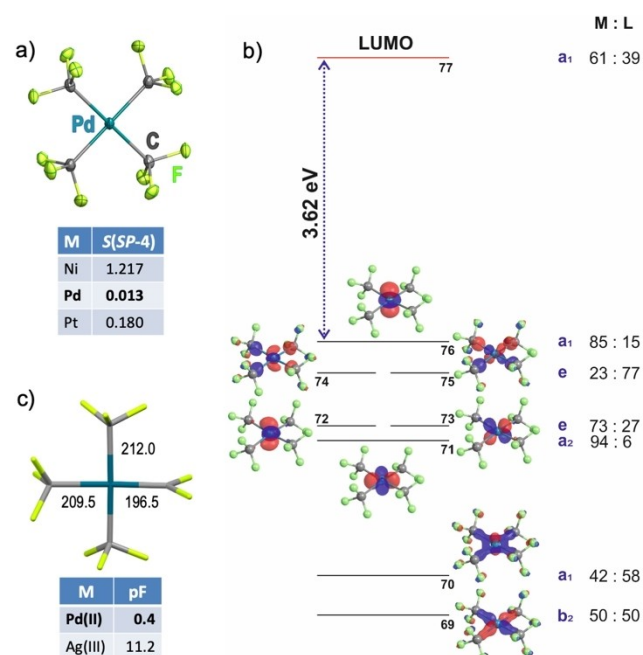 a)
Pd
C
F
M S(SP-4)
Ni 1.217
Pd 0.013
Pt 0.180
c)
212.0
209.5 196.5
M pF
Pd(II) 0.4
Ag(III) 11.2
b)
M : L
LUMO
77 a₁ 61 : 39
3.62 eV
76 a₁ 85 : 15
74 75 e 23 : 77
72 73 e 73 : 27
71 a₂ 94 : 6
70 a₁ 42 : 58
69 b₂ 50 : 50